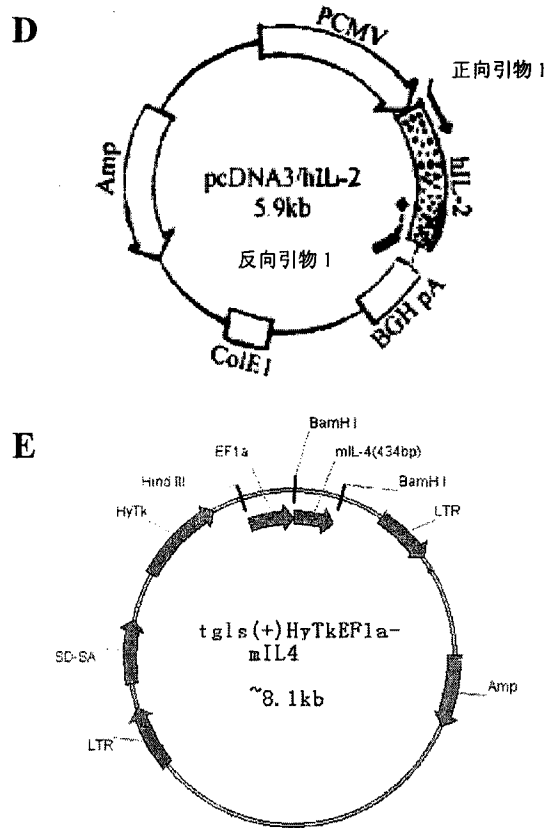 D
PCMV
正向引物 1
hIL-2
Amp
pcDNA3/hIL-2
5.9kb
反向引物 1
BGH pA
ColE1
E
BamH I
EF1a
mIL-4(434bp)
Hind III
BamH I
HyTk
LTR
tgls(+)HyTkEF1a-
mIL4
~8.1kb
SD-SA
Amp
LTR